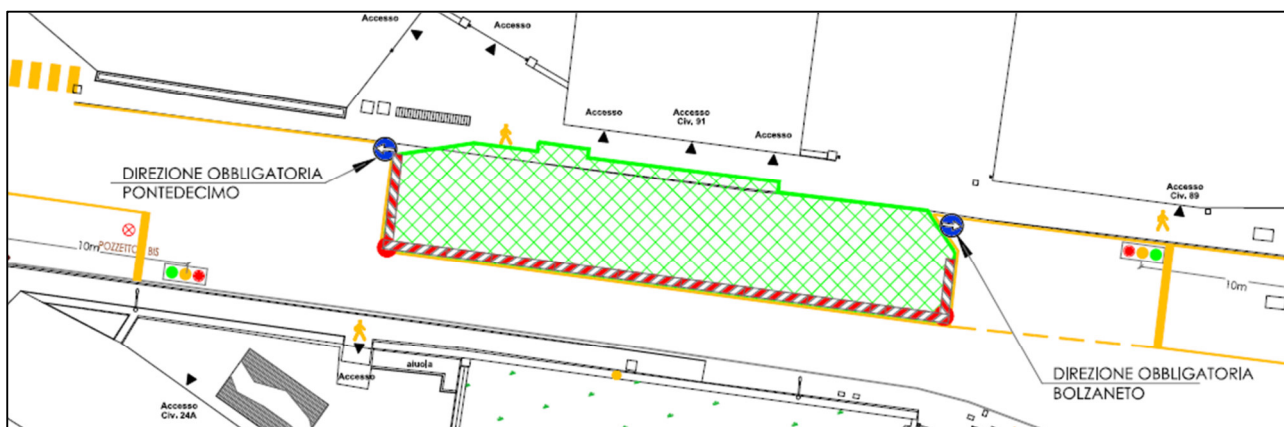 Accesso
Accesso
DIREZIONE OBBLIGATORIA
PONTEDECIMO
Accesso
Accesso
Civ. 91
Accesso
Accesso
Civ. 89
10m
POZZETTO BIS
10m
Accesso
aiuola
Accesso
Civ. 24A
DIREZIONE OBBLIGATORIA
BOLZANETO